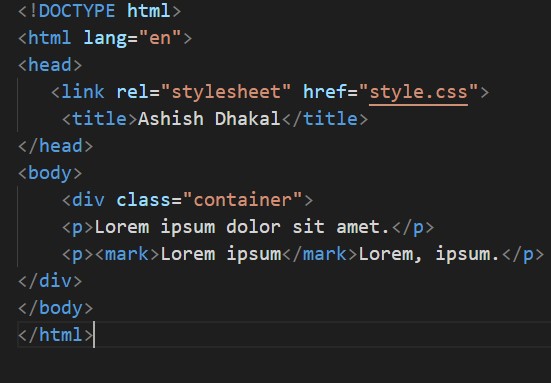 <!DOCTYPE html>
<html lang="en">
<head>
<link rel="stylesheet" href="style.css">
<title>Ashish Dhakal</title>
</head>
<body>
<div class="container">
<p>Lorem ipsum dolor sit amet.</p>
<p><mark>Lorem ipsum</mark>Lorem, ipsum.</p>
</div>
</body>
</html>